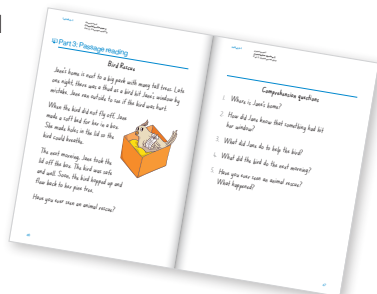 Part 3: Passage reading
Bird Rescue
Jane's home is next to a big park with many tall trees. Late
one night, there was a thud as a bird hit Jane's window by
mistake. Jane ran outside to see if the bird was hurt.
When the bird did not fly off, Jane
made a soft bed for her in a box.
She made holes in the lid so the
bird could breathe.
The next morning, Jane took the
lid off the box. The bird was safe
and well. Soon, the bird hopped up and
flew back to her pine tree.
Have you ever seen an animal rescue?
Comprehension questions
1. Where is Jane's home?
2. How did Jane know that something had hit
her window?
3. What did Jane do to help the bird?
4. What did the bird do the next morning?
5. Have you ever seen an animal rescue?
What happened?